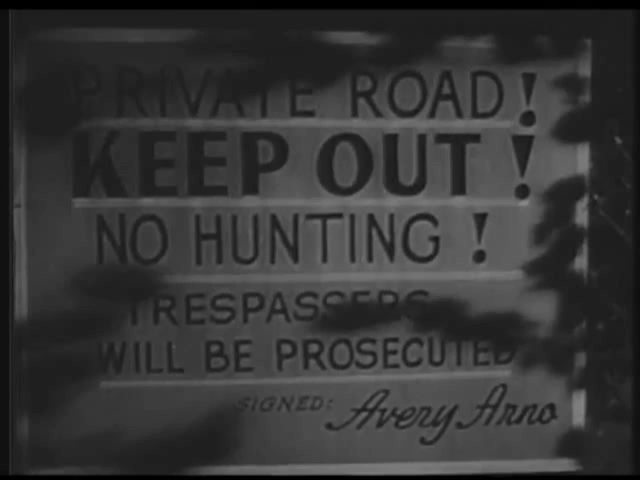 PRIVATE ROAD!
KEEP OUT!
NO HUNTING!
TRESPASSERS
WILL BE PROSECUTED
SIGNED: Avery Arno